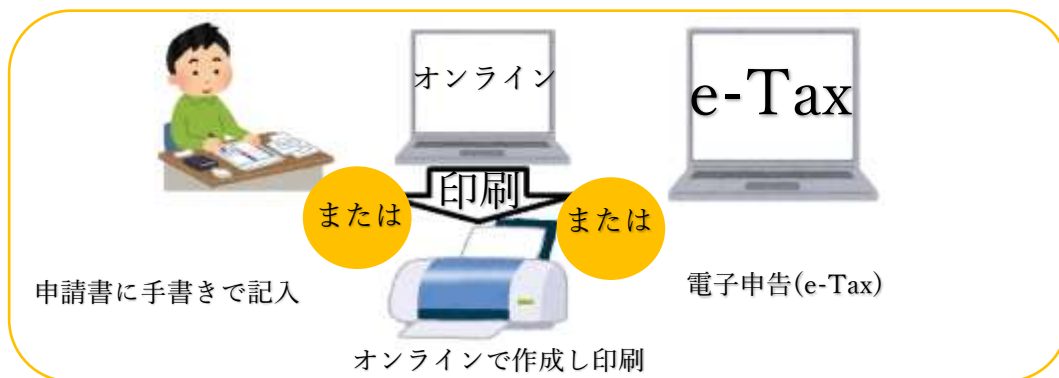 オンライン
e-Tax
印刷
または
または
申請書に手書きで記入
電子申告(e-Tax)
オンラインで作成し印刷